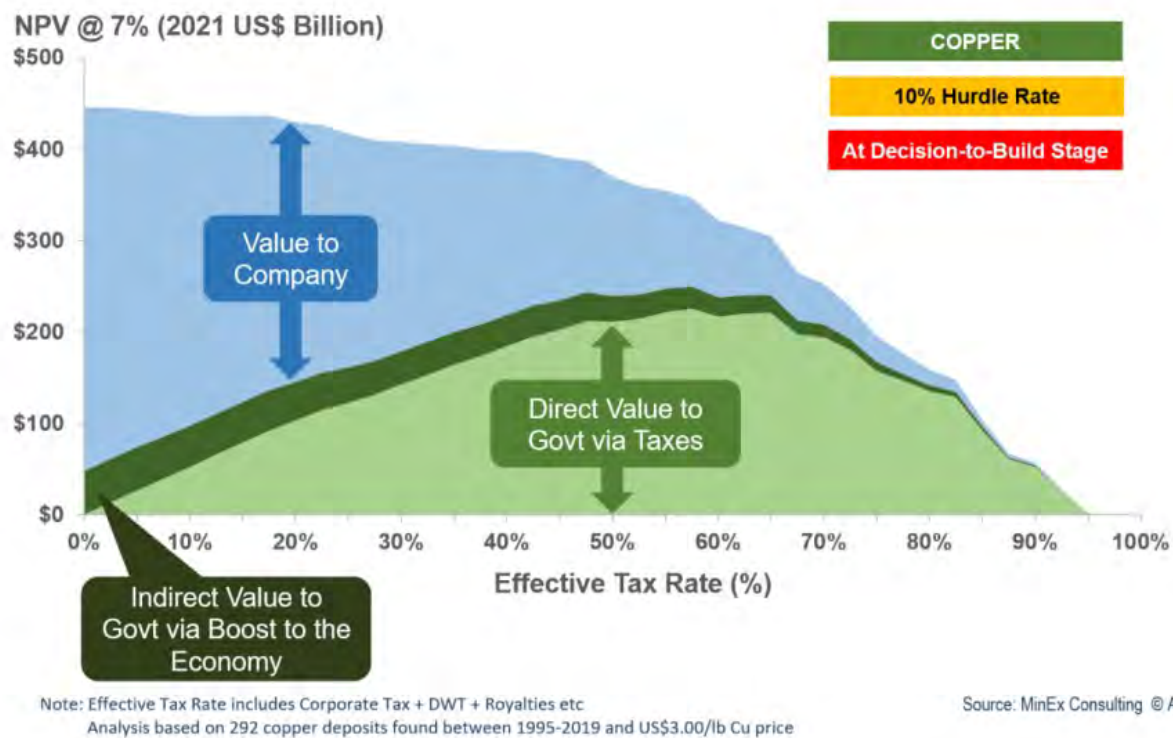 NPV @ 7% (2021 US$ Billion)
COPPER
10% Hurdle Rate
At Decision-to-Build Stage
$500
$400
$300
$200
$100
$0
Value to
Company
Direct Value to
Govt via Taxes
Indirect Value to
Govt via Boost to the
Economy
0% 10% 20% 30% 40% 50% 60% 70% 80% 90% 100%
Effective Tax Rate (%)
Note: Effective Tax Rate includes Corporate Tax + DWT + Royalties etc
Analysis based on 292 copper deposits found between 1995-2019 and US$3.00/lb Cu price
Source: MinEx Consulting ©